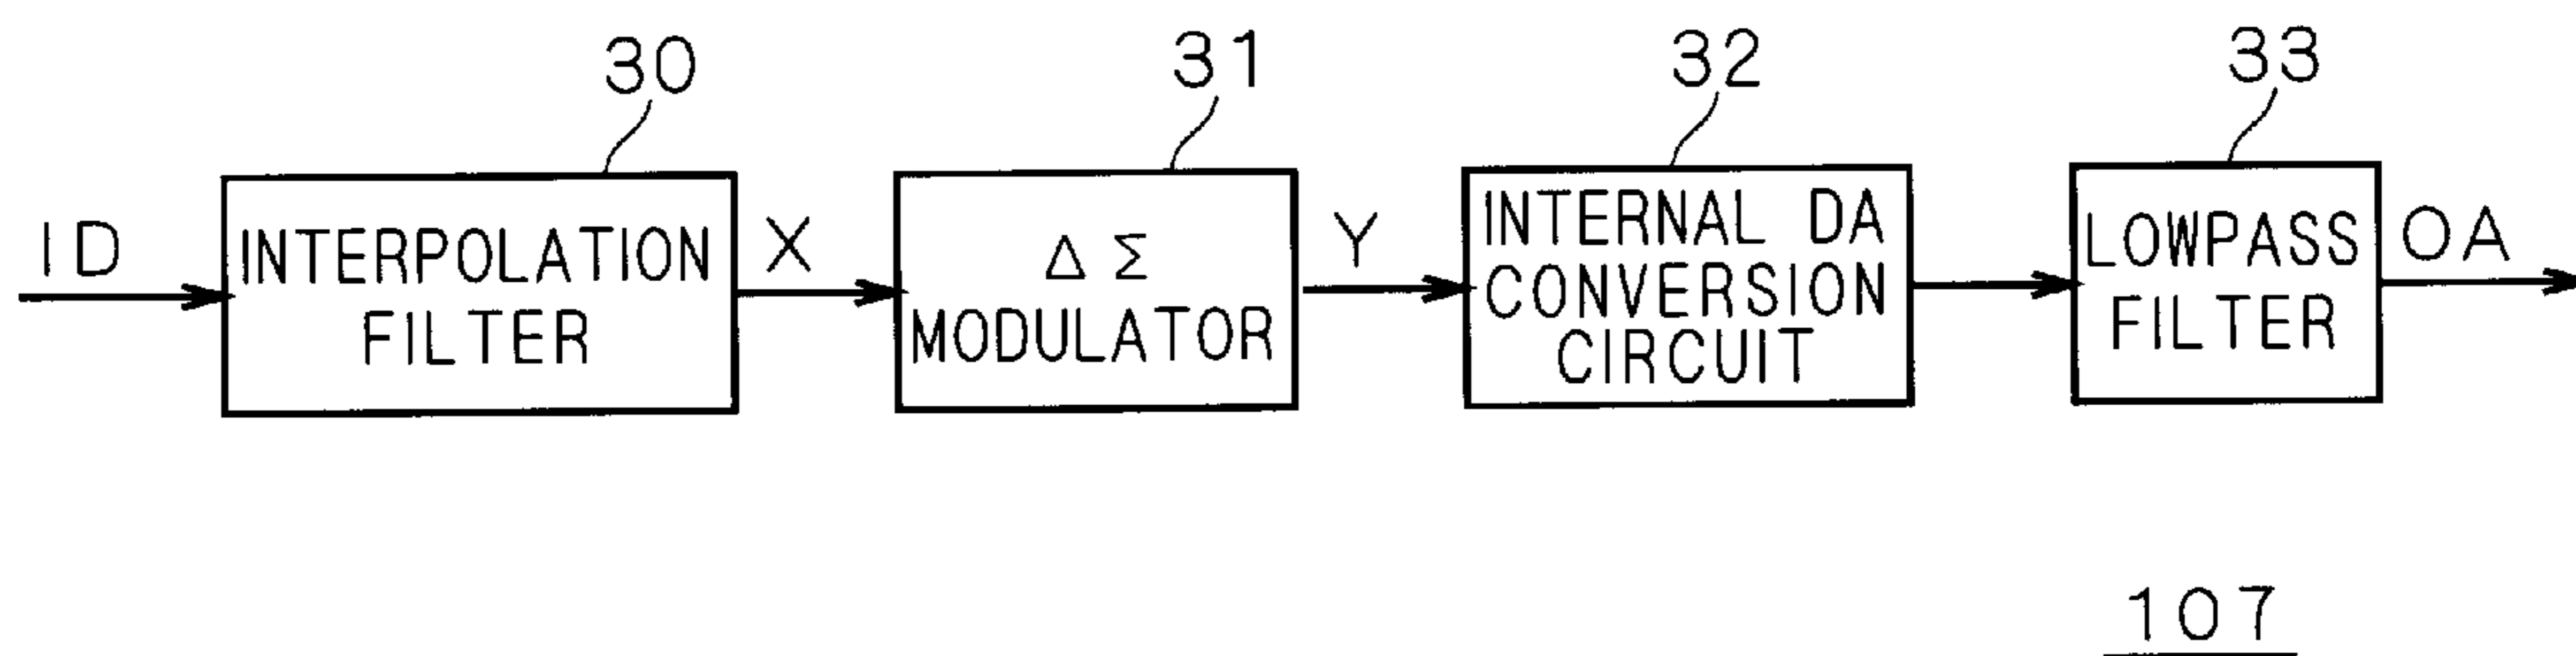 30
31
32
33
ID
INTERPOLATION
FILTER
X
Δ Σ
MODULATOR
Y
INTERNAL DA
CONVERSION
CIRCUIT
LOWPASS
FILTER
OA
107